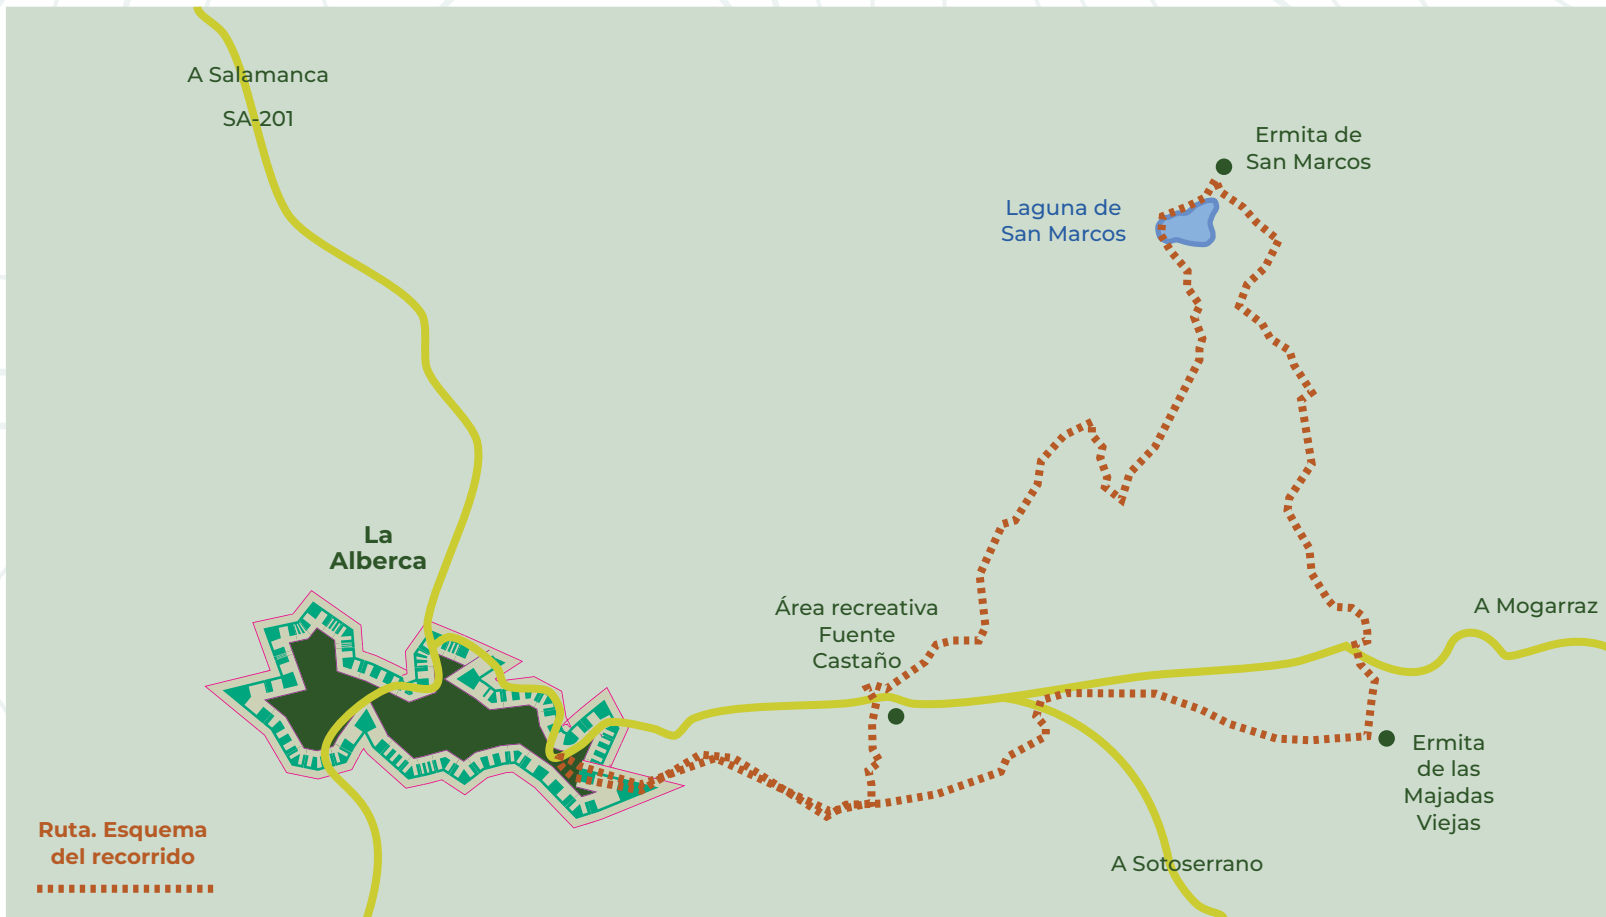 A Salamanca
SA-201
Ermita de
San Marcos
Laguna de
San Marcos
La
Alberca
Área recreativa
Fuente
Castaño
A Mogarraz
Ermita
de las
Majadas
Viejas
Ruta. Esquema
del recorrido
A Sotoserrano